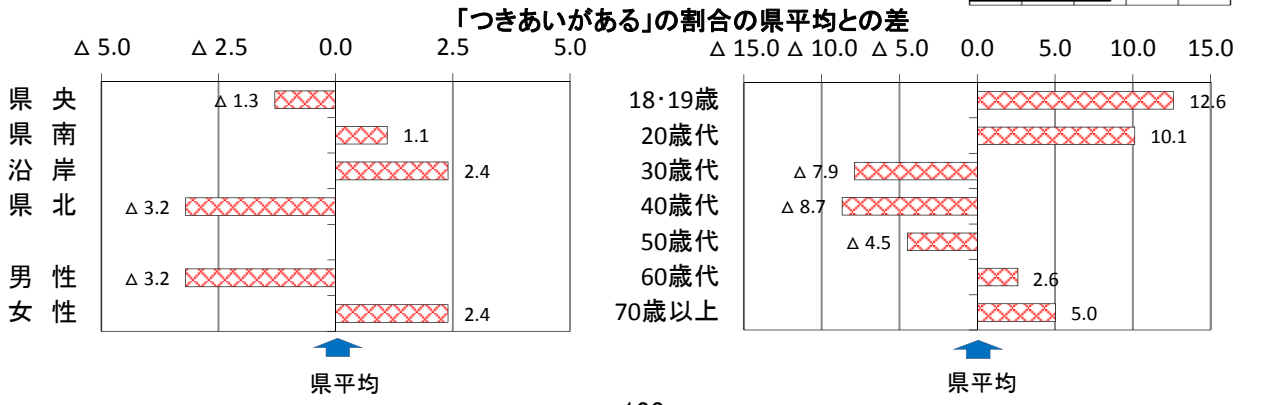 「つきあいがある」の割合の県平均との差
△ 5.0 △ 2.5 0.0 2.5 5.0
県 央 △ 1.3
県 南 1.1
沿 岸 2.4
県 北 △ 3.2
男 性 △ 3.2
女 性 2.4
県平均
△ 15.0 △ 10.0 △ 5.0 0.0 5.0 10.0 15.0
18･19歳 12.6
20歳代 10.1
30歳代 △ 7.9
40歳代 △ 8.7
50歳代 △ 4.5
60歳代 2.6
70歳以上 5.0
県平均